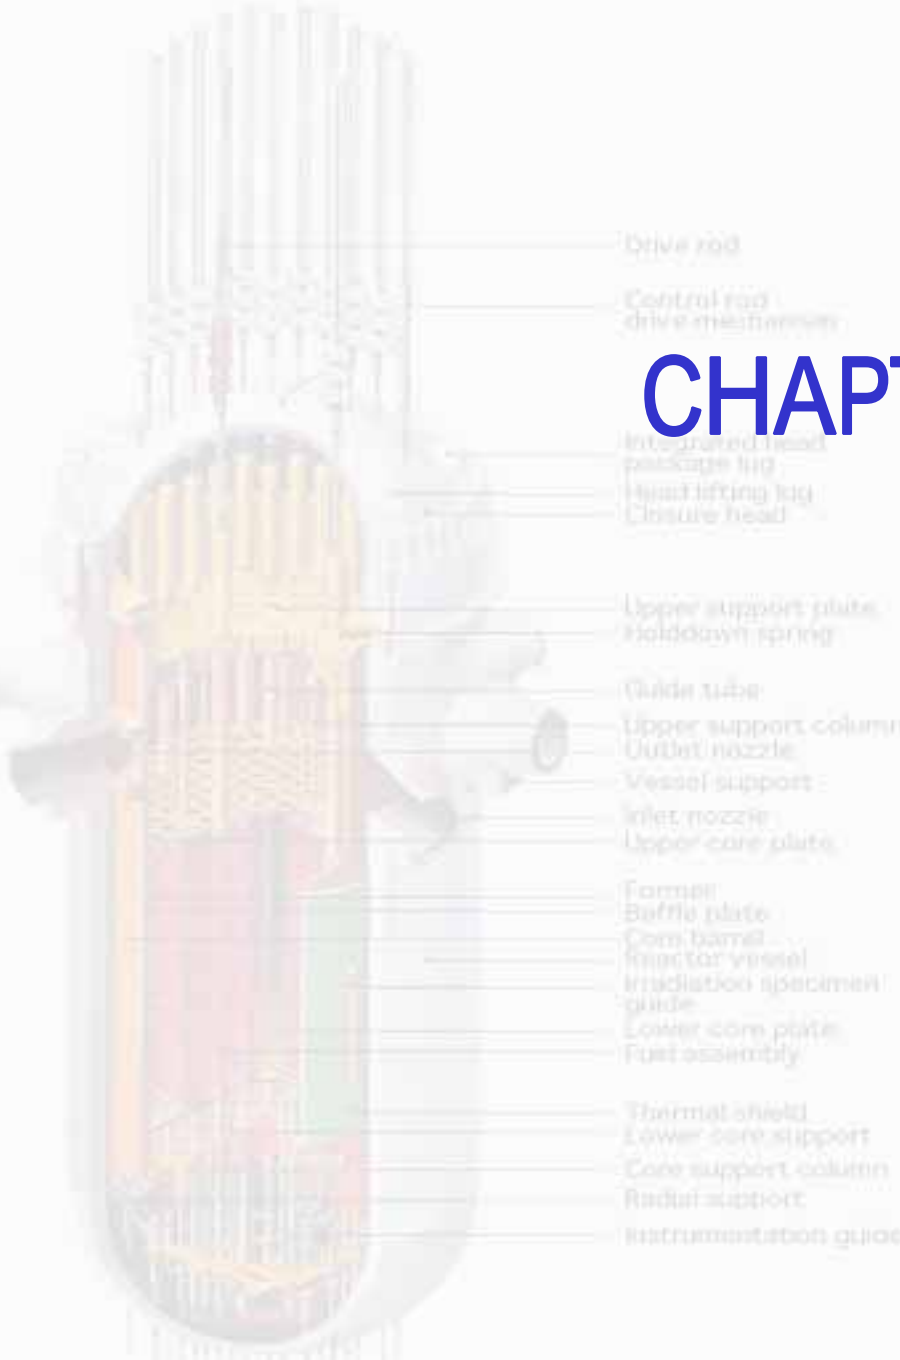 Drive rod
Control rod
drive mechanism
CHAPT
Integrated head
package lug
Head lifting lug
Closure head
Upper support plate
Holddown spring
Guide tube
Upper support column
Outlet nozzle
Vessel support
Inlet nozzle
Upper core plate
Former
Baffle plate
Core barrel
Reactor vessel
Irradiation specimen
guide
Lower core plate
Fuel assembly
Thermal shield
Lower core support
Core support column
Radial support
Instrumentation guide